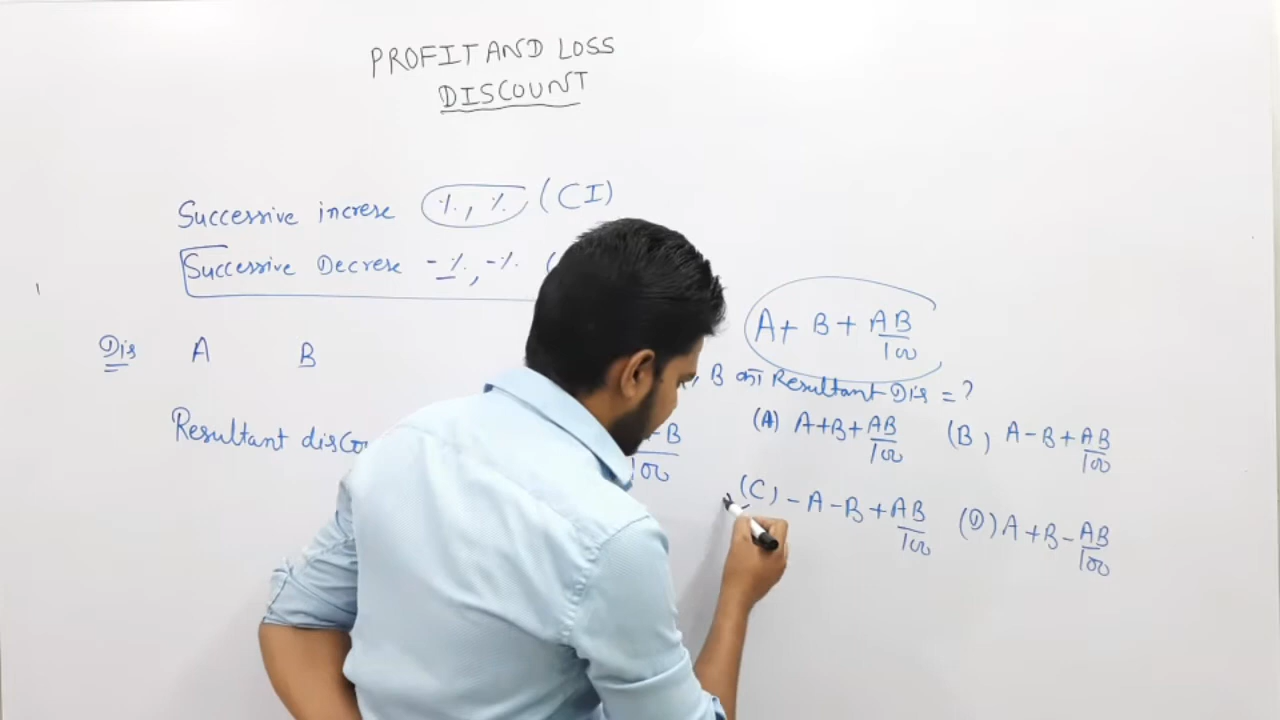 PROFIT AND LOSS
DISCOUNT
Successive increse %, % (CI)
Successive Decrese -%, -% (
A + B + AB/100
Dis A B
, B का Resultant Dis = ?
Resultant disco
-B/100
(A) A+B+AB/100 (B) A-B+AB/100
(C) -A-B+AB/100 (D) A+B-AB/100